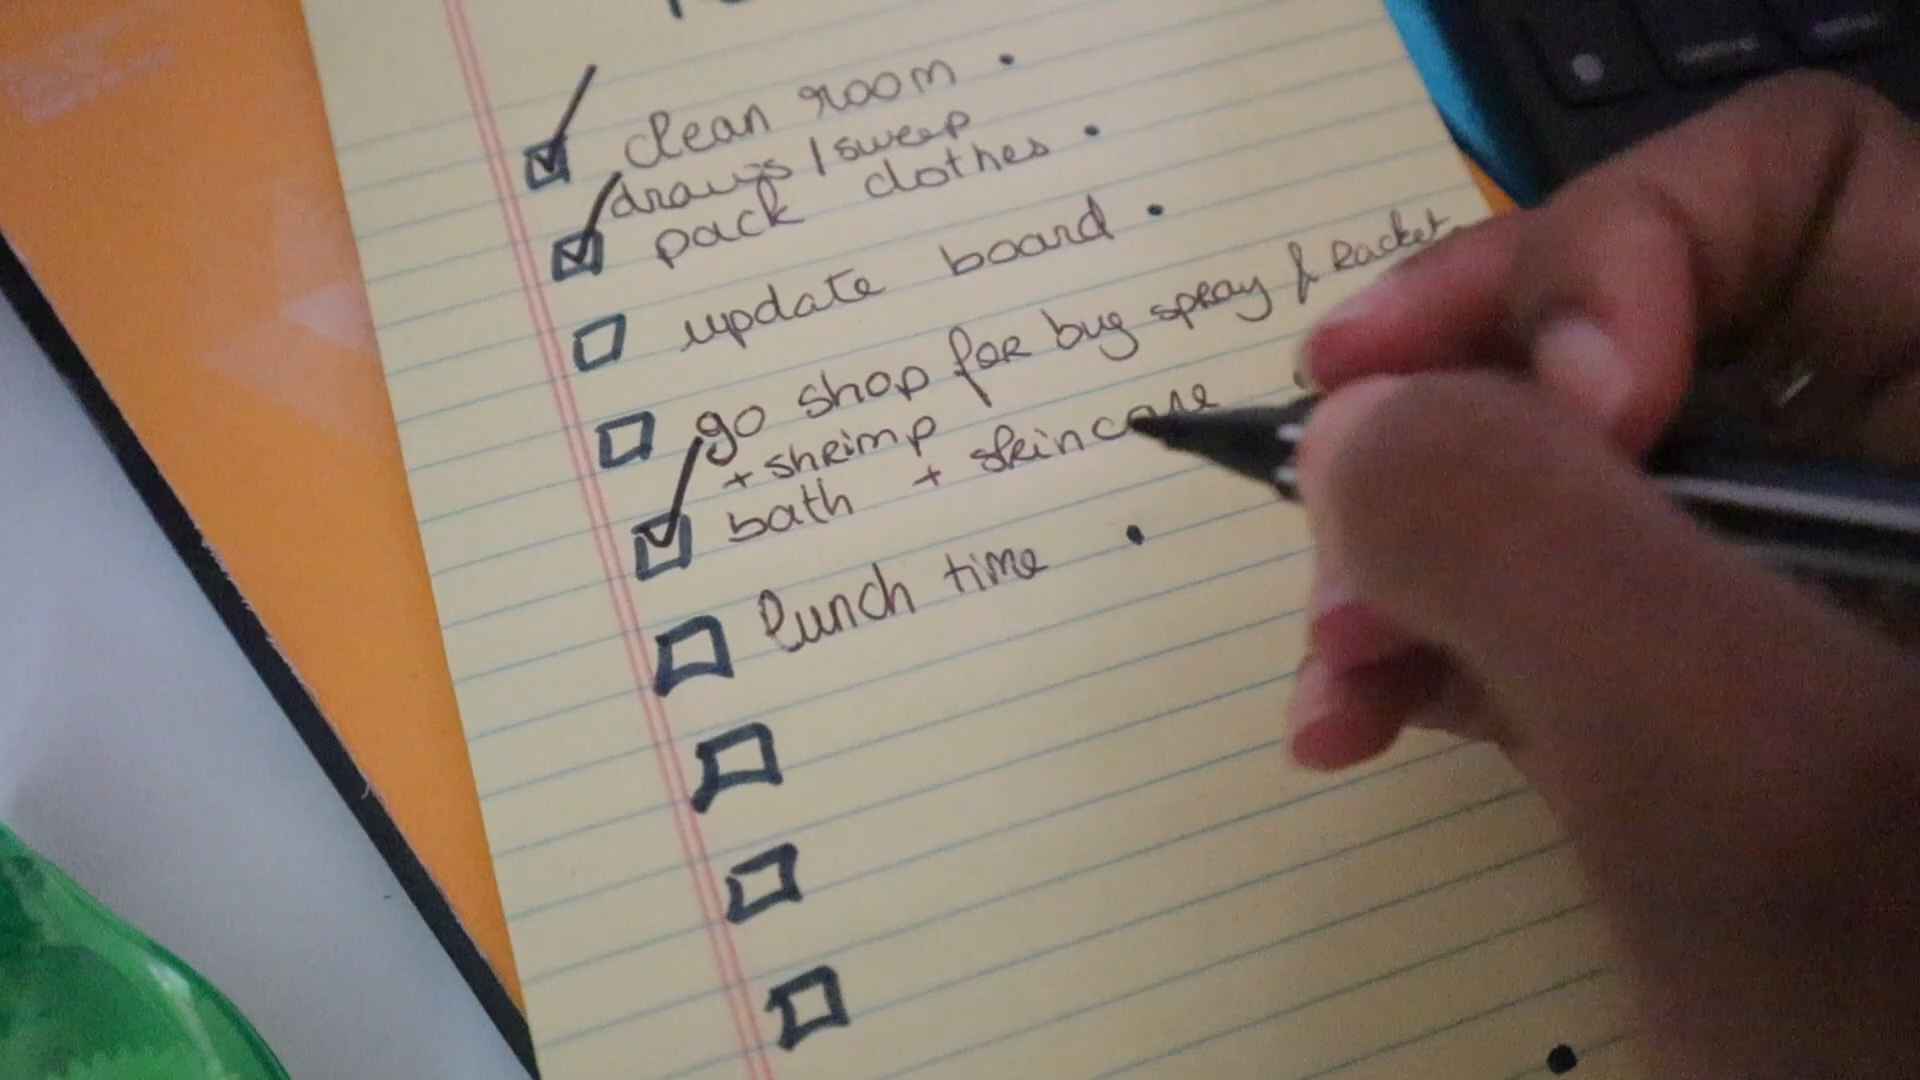 clean room .
draws / sweep
pack clothes .
update board .
go shop for bug spray & Racket
+ shrimp
bath + skincare
lunch time .